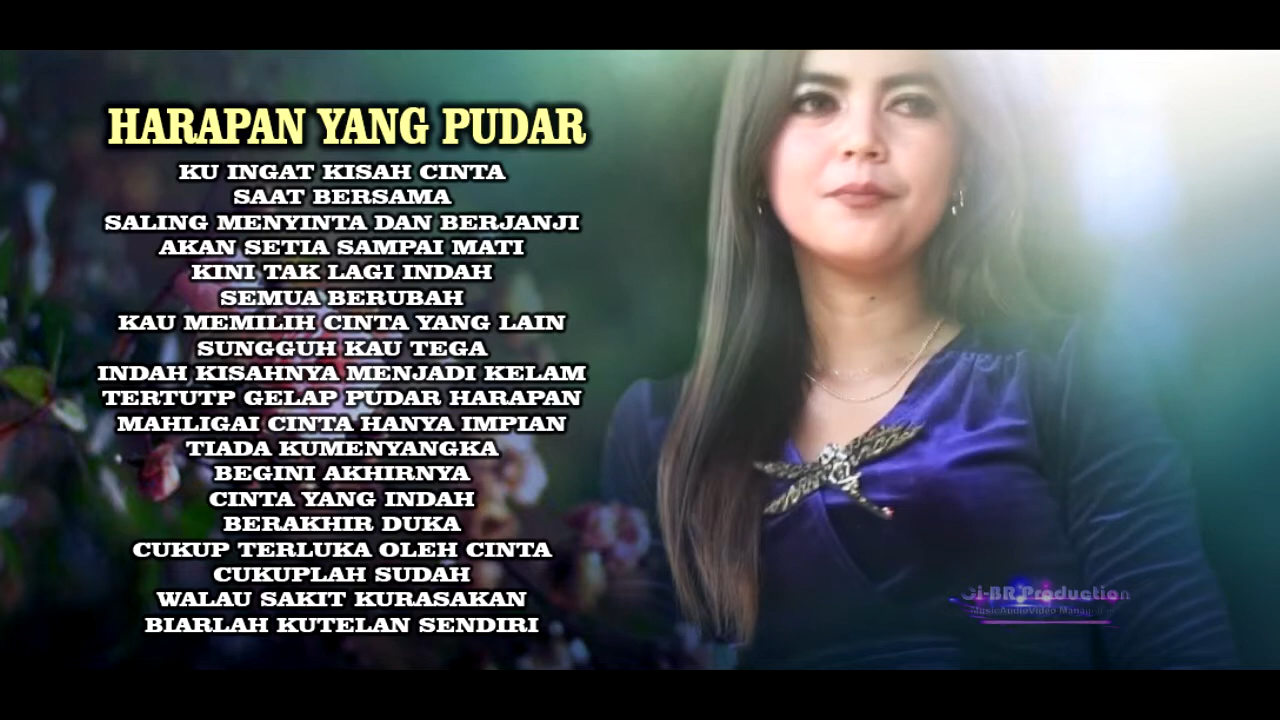 HARAPAN YANG PUDAR
KU INGAT KISAH CINTA
SAAT BERSAMA
SALING MENYINTA DAN BERJANJI
AKAN SETIA SAMPAI MATI
KINI TAK LAGI INDAH
SEMUA BERUBAH
KAU MEMILIH CINTA YANG LAIN
SUNGGUH KAU TEGA
INDAH KISAHNYA MENJADI KELAM
TERTUTP GELAP PUDAR HARAPAN
MAHLIGAI CINTA HANYA IMPIAN
TIADA KUMENYANGKA
BEGINI AKHIRNYA
CINTA YANG INDAH
BERAKHIR DUKA
CUKUP TERLUKA OLEH CINTA
CUKUPLAH SUDAH
WALAU SAKIT KURASAKAN
BIARLAH KUTELAN SENDIRI
Production
MusicAudioVideo